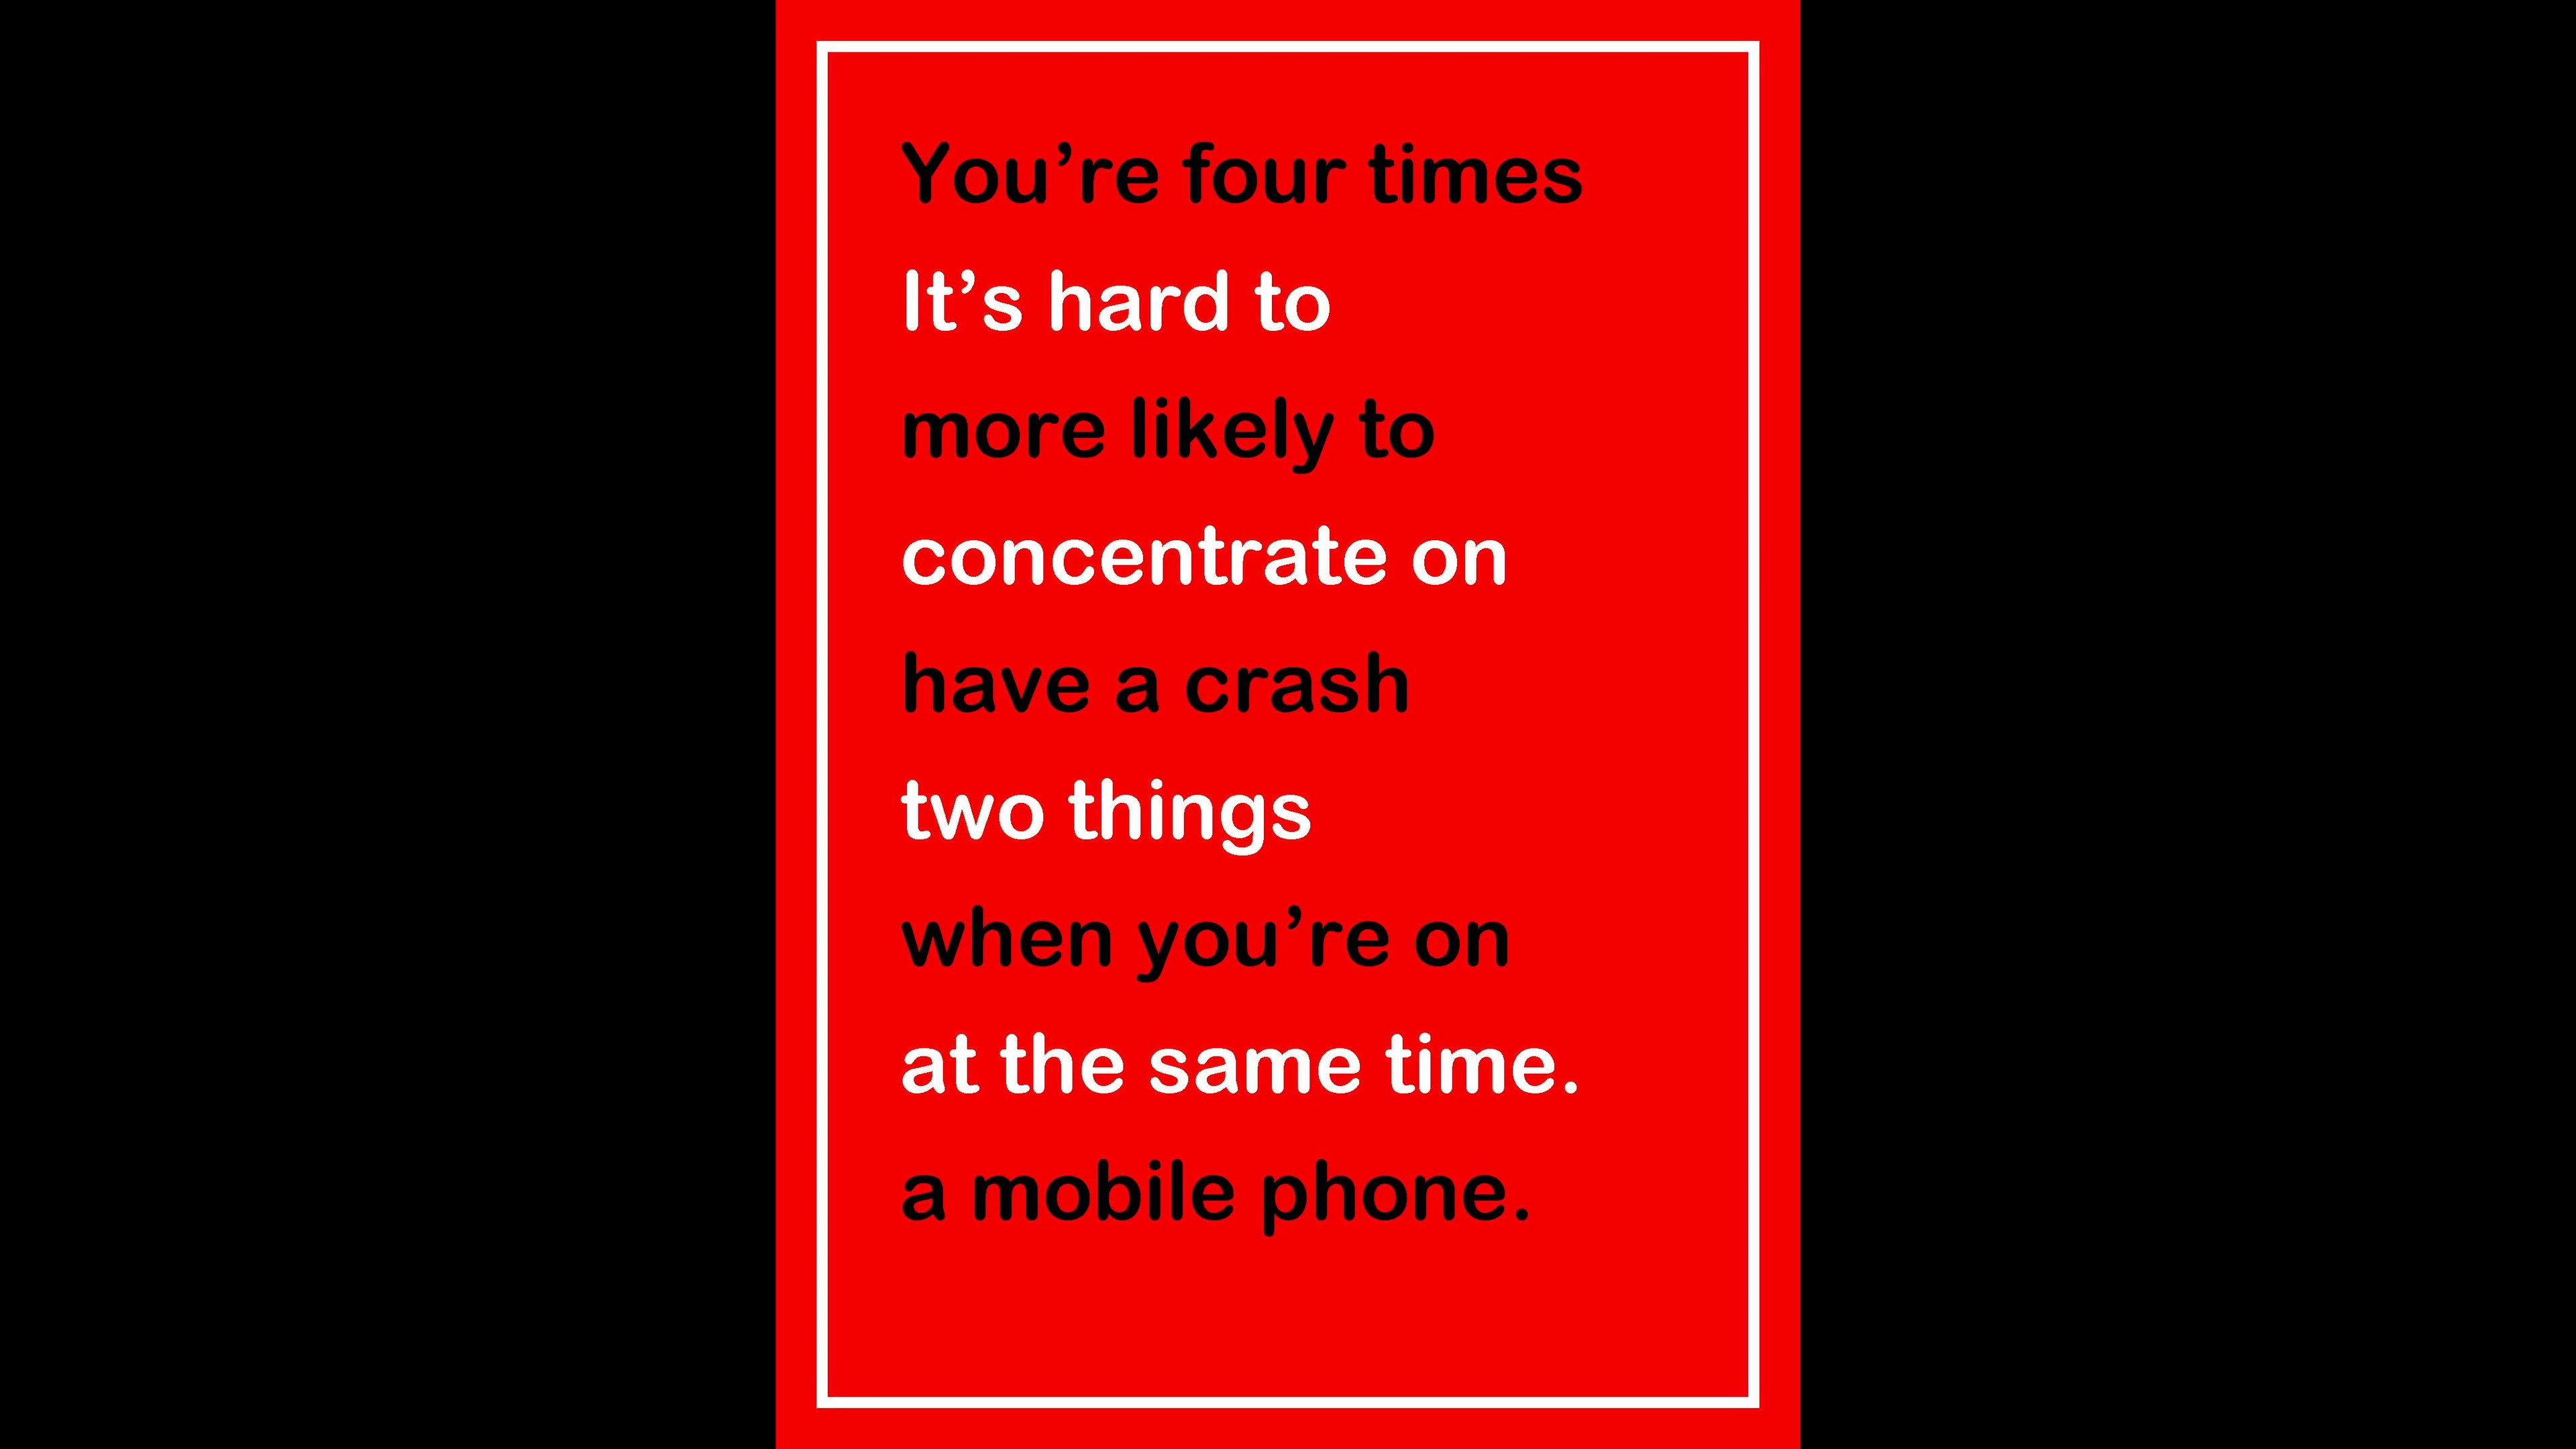 You’re four times
It’s hard to
more likely to
concentrate on
have a crash
two things
when you’re on
at the same time.
a mobile phone.